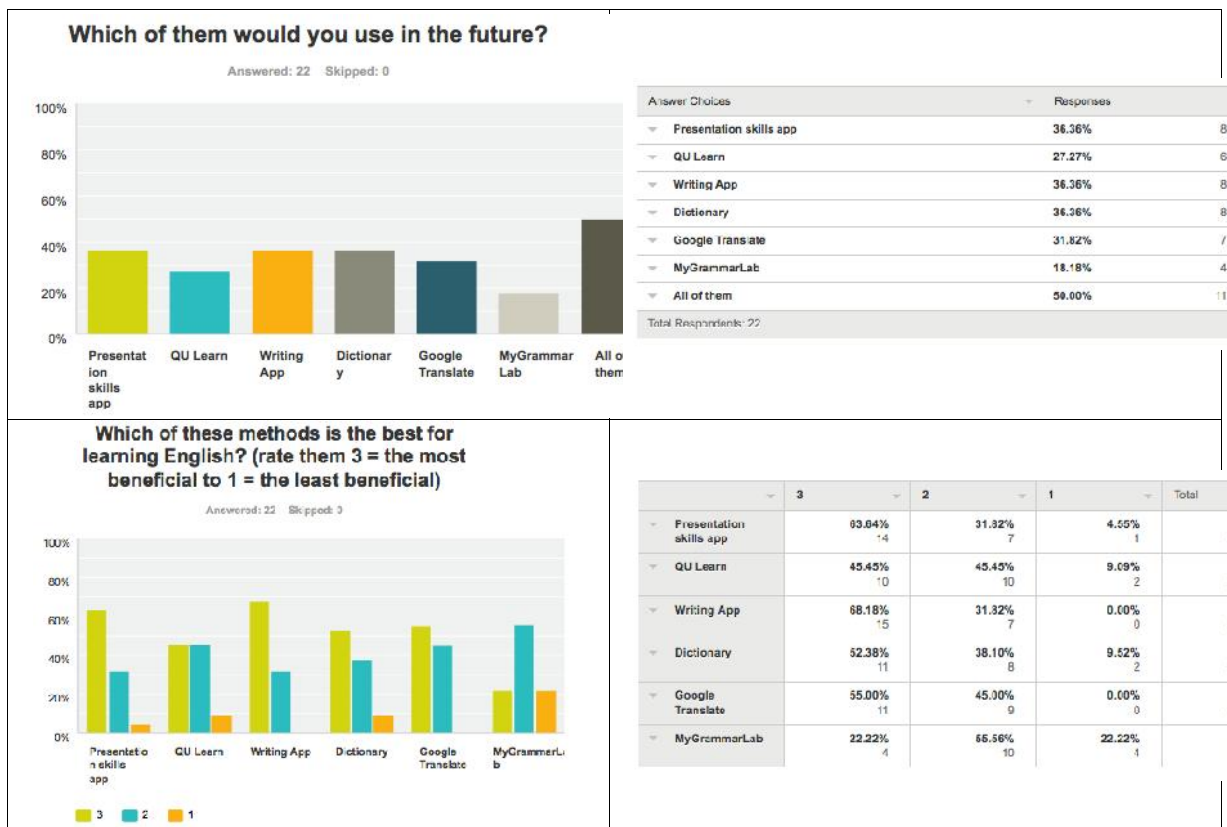 Which of them would you use in the future?
Answered: 22 Skipped: 0
100%
80%
60%
40%
20%
0%
Presentat
ion
skills
app
QU Learn
Writing
App
Dictionar
y
Google
Translate
MyGrammar
Lab
All of
them
Answer Choices Responses
Presentation skills app 36.36% 8
QU Learn 27.27% 6
Writing App 36.36% 8
Dictionary 36.36% 8
Google Translate 31.82% 7
MyGrammarLab 18.18% 4
All of them 50.00% 11
Total Respondents: 22
Which of these methods is the best for
learning English? (rate them 3 = the most
beneficial to 1 = the least beneficial)
Answered: 22 Skipped: 0
100%
80%
60%
40%
20%
0%
Presentatio
n skills
app
QU Learn
Writing App
Dictionary
Google
Translate
MyGrammarLa
b
3 2 1
3 2 1 Total
Presentation
skills app
63.64% 31.82% 4.55%
14 7 1
QU Learn 45.45% 45.45% 9.09%
10 10 2
Writing App 68.18% 31.82% 0.00%
15 7 0
Dictionary 52.38% 38.10% 9.52%
11 8 2
Google
Translate
55.00% 45.00% 0.00%
11 9 0
MyGrammarLab 22.22% 55.56% 22.22%
4 10 4